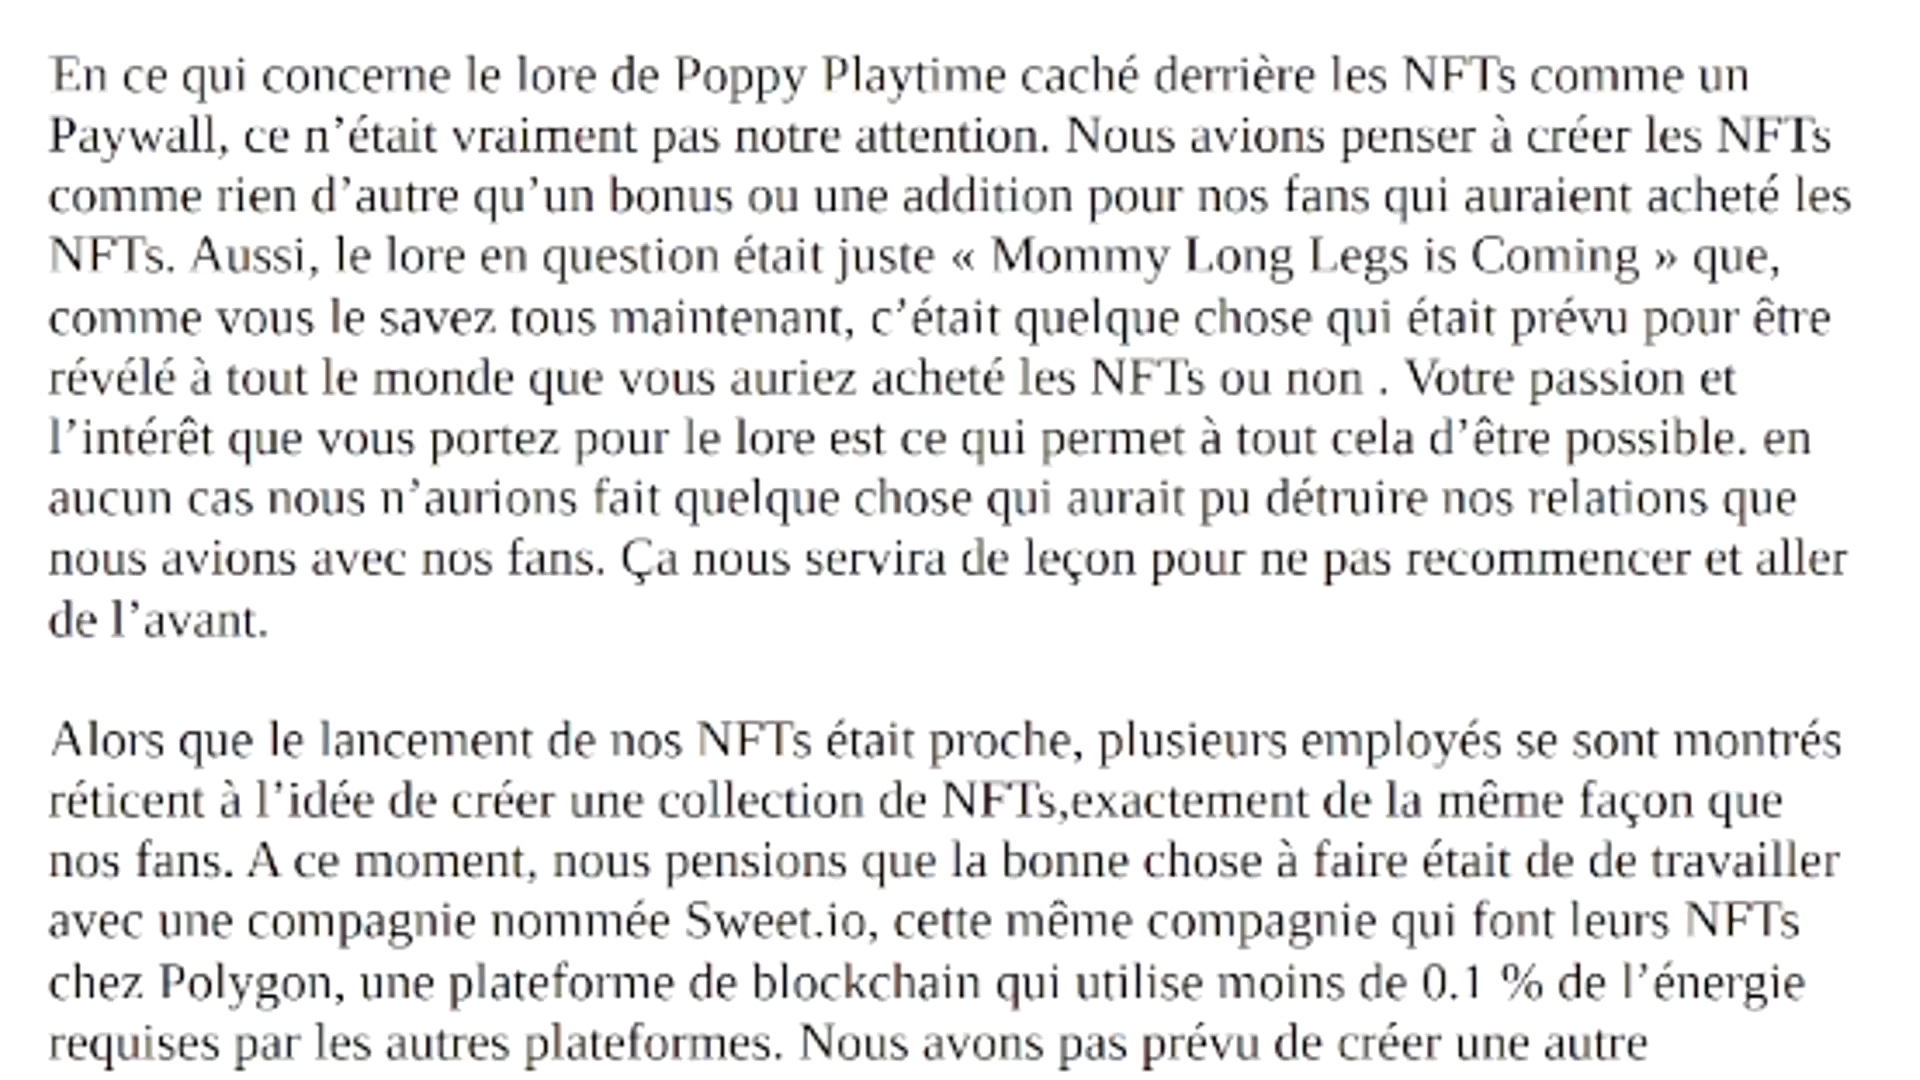 En ce qui concerne le lore de Poppy Playtime caché derrière les NFTs comme un
Paywall, ce n’était vraiment pas notre attention. Nous avions penser à créer les NFTs
comme rien d’autre qu’un bonus ou une addition pour nos fans qui auraient acheté les
NFTs. Aussi, le lore en question était juste « Mommy Long Legs is Coming » que,
comme vous le savez tous maintenant, c’était quelque chose qui était prévu pour être
révélé à tout le monde que vous auriez acheté les NFTs ou non . Votre passion et
l’intérêt que vous portez pour le lore est ce qui permet à tout cela d’être possible. en
aucun cas nous n’aurions fait quelque chose qui aurait pu détruire nos relations que
nous avions avec nos fans. Ça nous servira de leçon pour ne pas recommencer et aller
de l’avant.
Alors que le lancement de nos NFTs était proche, plusieurs employés se sont montrés
réticent à l’idée de créer une collection de NFTs,exactement de la même façon que
nos fans. A ce moment, nous pensions que la bonne chose à faire était de de travailler
avec une compagnie nommée Sweet.io, cette même compagnie qui font leurs NFTs
chez Polygon, une plateforme de blockchain qui utilise moins de 0.1 % de l’énergie
requises par les autres plateformes. Nous avons pas prévu de créer une autre